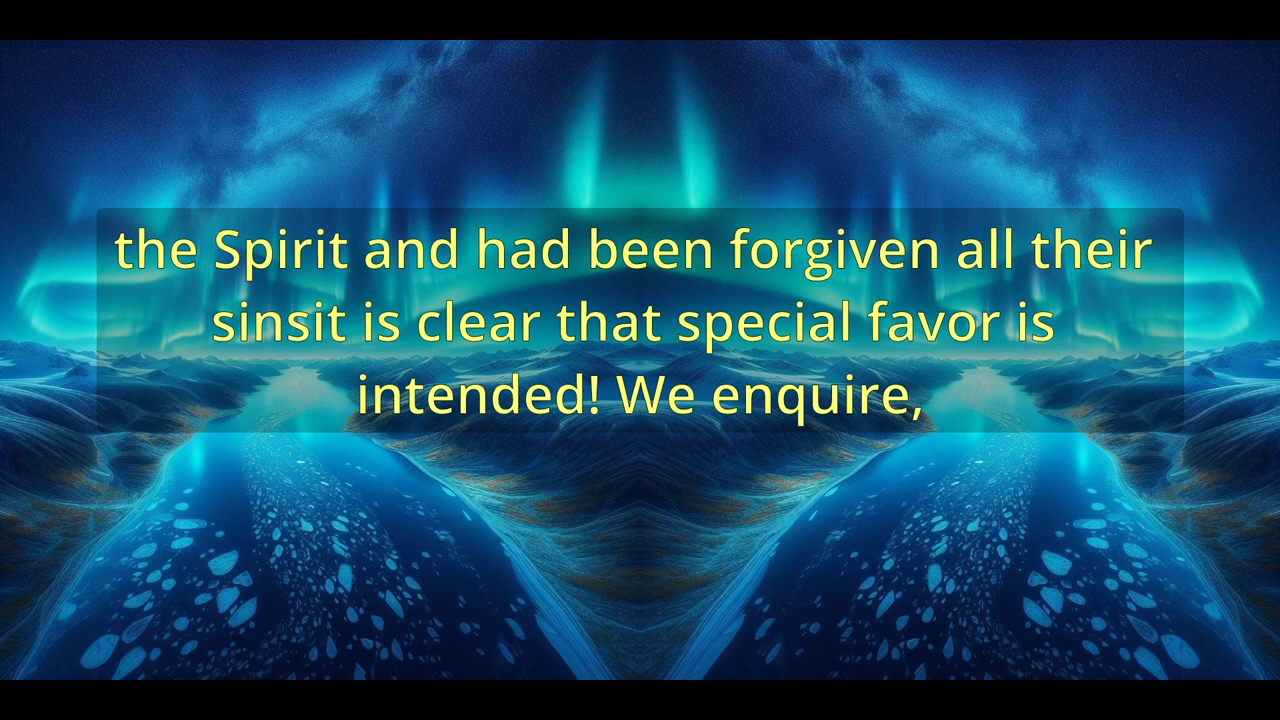 the Spirit and had been forgiven all their
sinsit is clear that special favor is
intended! We enquire,